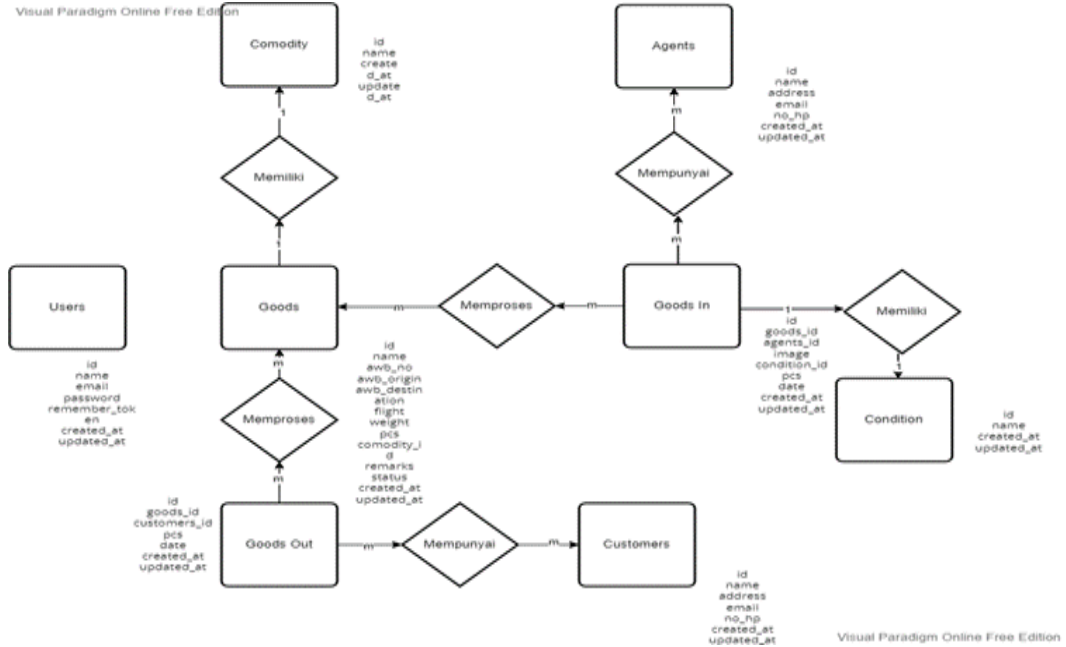 Visual Paradigm Online Free Edition
Comodity
id
name
create
d_at
update
d_at
Agents
id
name
address
email
no_hp
created_at
updated_at
1
m
Memiliki
Mempunyai
1
m
Users
Goods
m
Memproses
m
Goods In
1
Memiliki
id
name
email
password
remember_tok
en
created_at
updated_at
id
name
awb_no
awb_origin
awb_destin
ation
flight
weight
pcs
comodity_i
d
remarks
status
created_at
updated_at
id
goods_id
agents_id
image
condition_id
pcs
date
created_at
updated_at
1
Condition
id
name
created_at
updated_at
m
Memproses
m
id
goods_id
customers_id
pcs
date
created_at
updated_at
Goods Out
m
Mempunyai
m
Customers
id
name
address
email
no_hp
created_at
updated_at
Visual Paradigm Online Free Edition